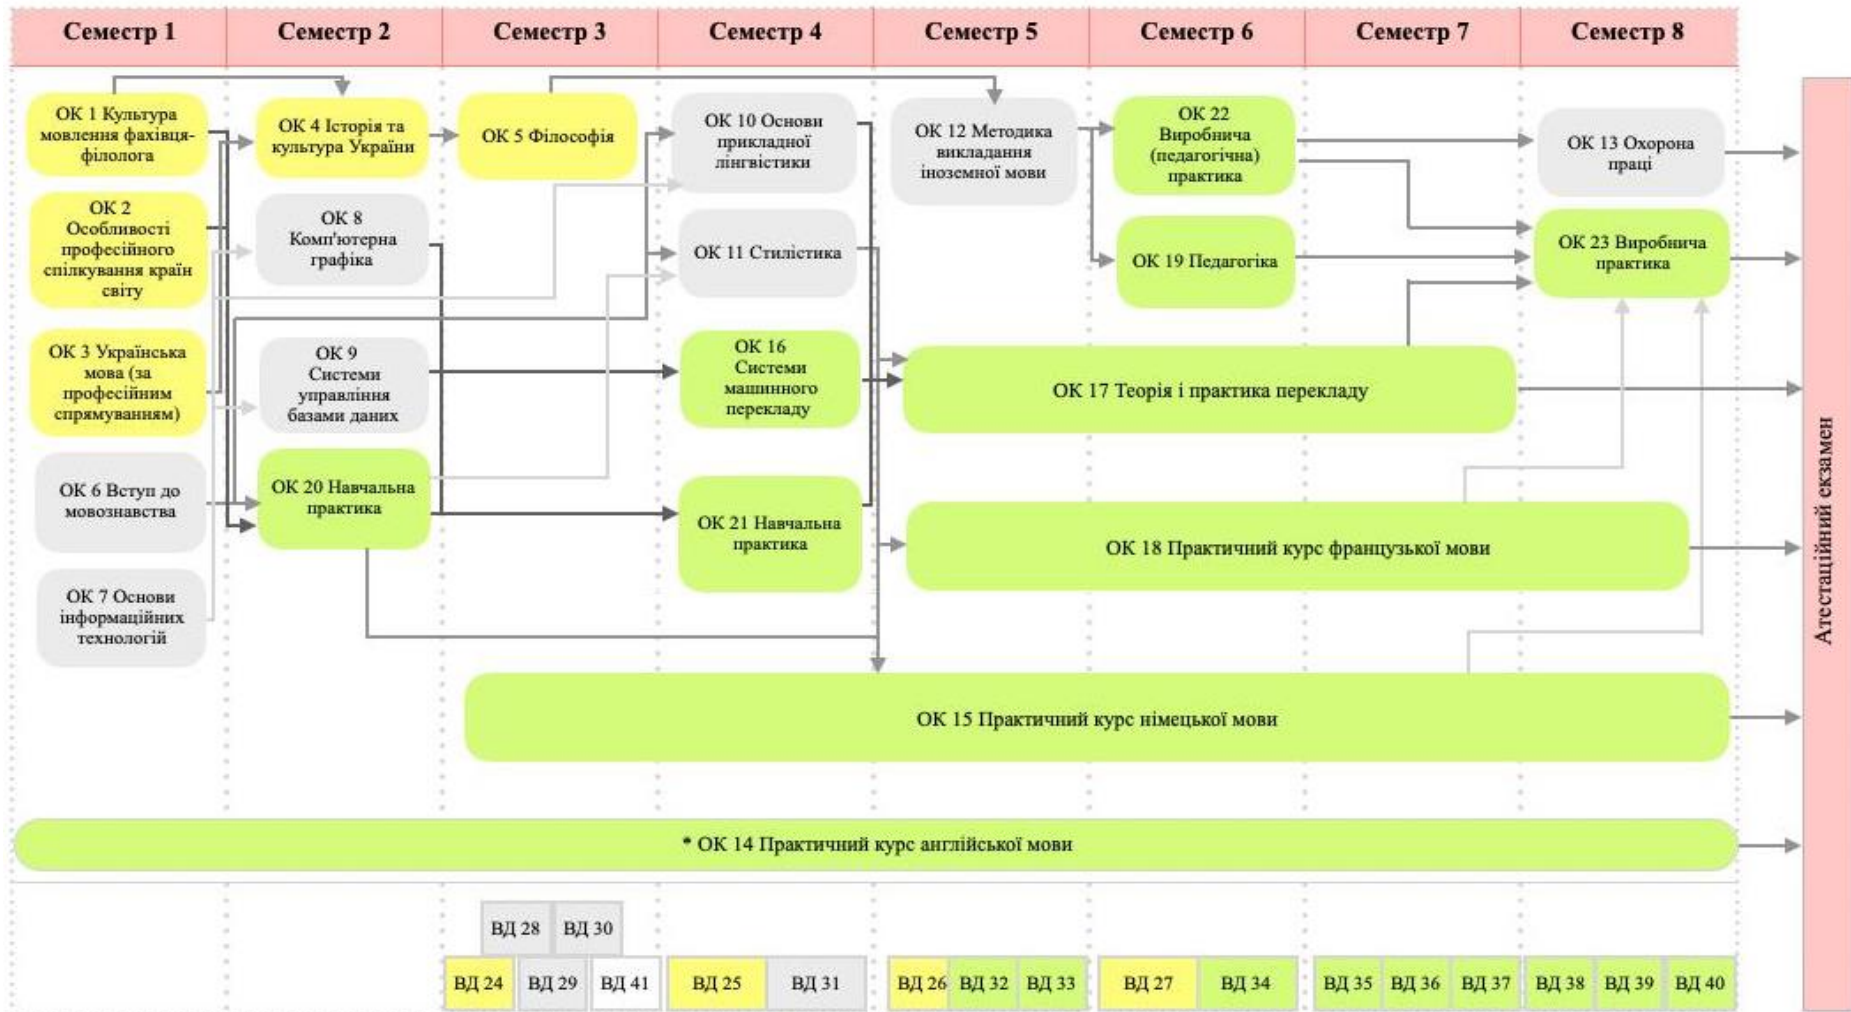 Семестр 1
Семестр 2
Семестр 3
Семестр 4
Семестр 5
Семестр 6
Семестр 7
Семестр 8
ОК 1 Культура
мовлення фахівця-
філолога
ОК 2
Особливості
професійного
спілкування країн
світу
ОК 3 Українська
мова (за
професійним
спрямуванням)
ОК 6 Вступ до
мовознавства
ОК 7 Основи
інформаційних
технологій
ОК 4 Історія та
культура України
ОК 8
Комп'ютерна
графіка
ОК 9
Системи
управління
базами даних
ОК 20 Навчальна
практика
ОК 5 Філософія
ОК 10 Основи
прикладної
лінгвістики
ОК 11 Стилістика
ОК 16
Системи
машинного
перекладу
ОК 21 Навчальна
практика
ОК 12 Методика
викладання
іноземної мови
ОК 22
Виробнича
(педагогічна)
практика
ОК 19 Педагогіка
ОК 13 Охорона
праці
ОК 23 Виробнича
практика
ОК 17 Теорія і практика перекладу
ОК 18 Практичний курс французької мови
ОК 15 Практичний курс німецької мови
* ОК 14 Практичний курс англійської мови
Атестаційний екзамен
ВД 28
ВД 30
ВД 24
ВД 29
ВД 41
ВД 25
ВД 31
ВД 26
ВД 32
ВД 33
ВД 27
ВД 34
ВД 35
ВД 36
ВД 37
ВД 38
ВД 39
ВД 40